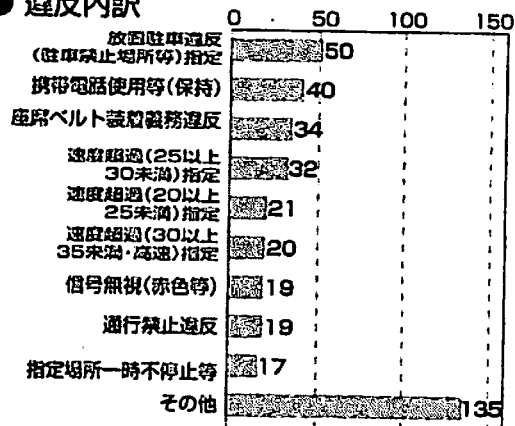 ● 違反内訳
0 50 100 150
放置駐車違反
(駐車禁止場所等)指定 50
携帯電話使用等(保持) 40
座席ベルト装着義務違反 34
速度超過(25以上
30未満)指定 32
速度超過(20以上
25未満)指定 21
速度超過(30以上
35未満・高速)指定 20
信号無視(赤色等) 19
通行禁止違反 19
指定場所一時不停止等 17
その他 135